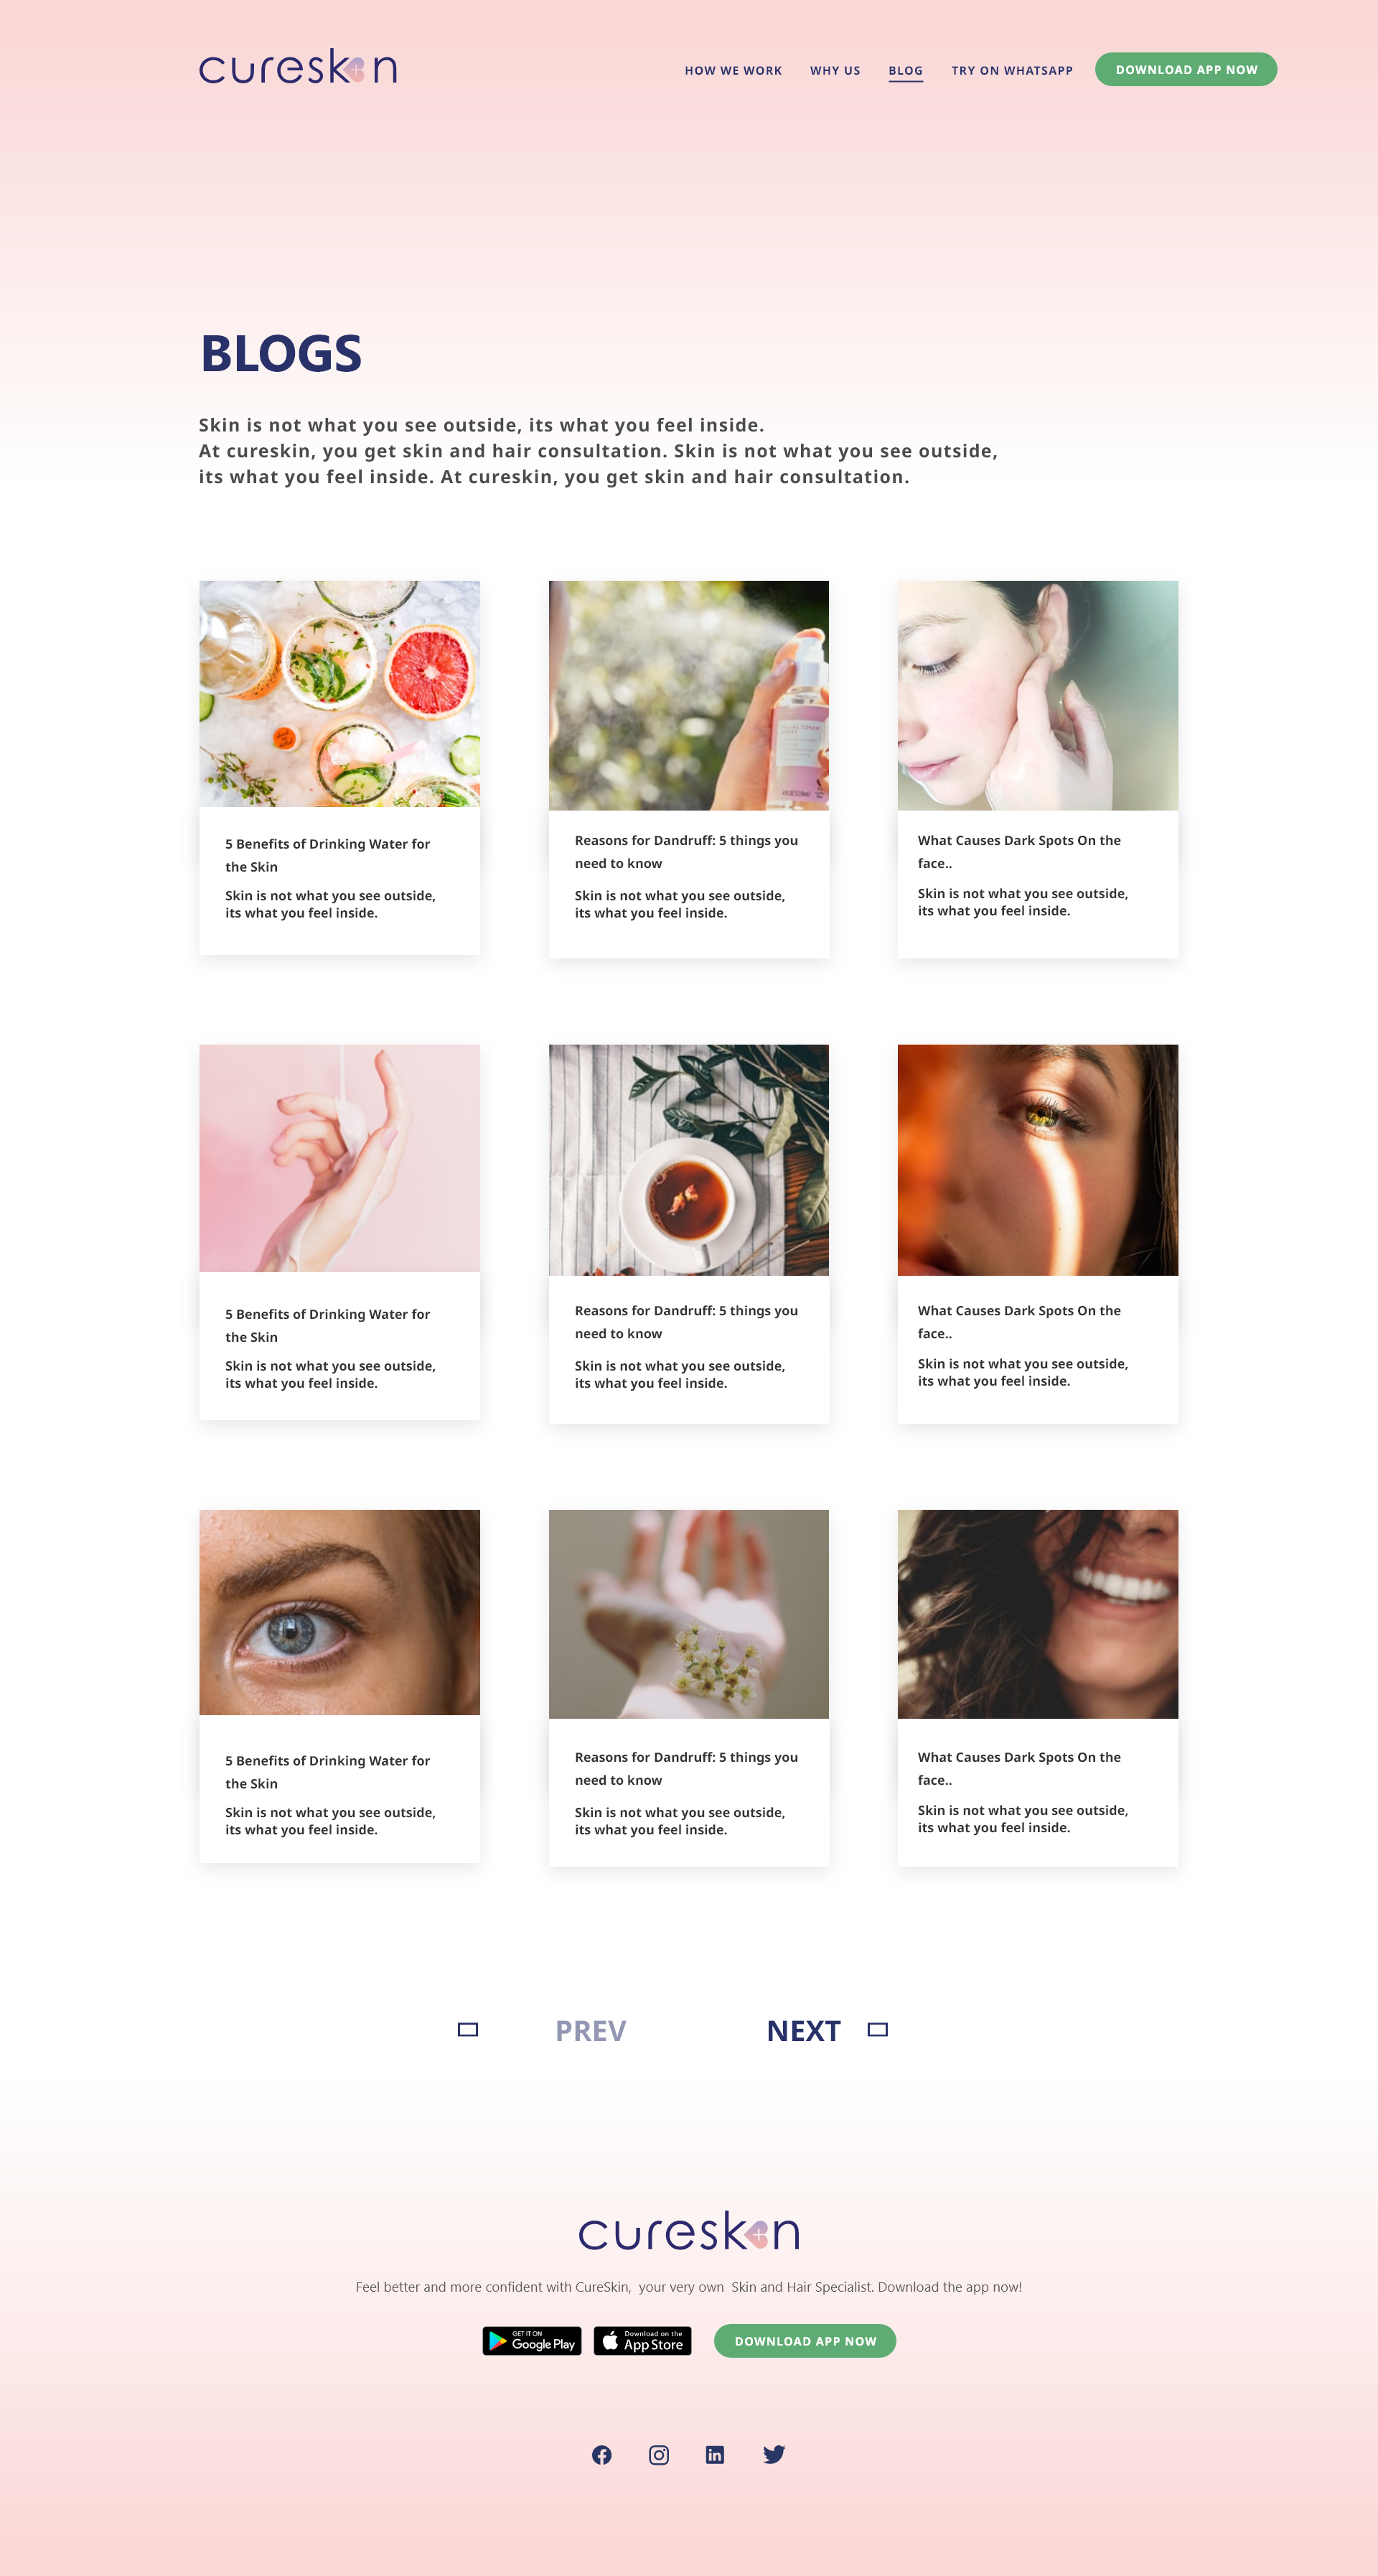 cureskin
HOW WE WORK
WHY US
BLOG
TRY ON WHATSAPP
DOWNLOAD APP NOW
BLOGS
Skin is not what you see outside, its what you feel inside.
At cureskin, you get skin and hair consultation. Skin is not what you see outside,
its what you feel inside. At cureskin, you get skin and hair consultation.
5 Benefits of Drinking Water for
the Skin
Skin is not what you see outside,
its what you feel inside.
Reasons for Dandruff: 5 things you
need to know
Skin is not what you see outside,
its what you feel inside.
What Causes Dark Spots On the
face..
Skin is not what you see outside,
its what you feel inside.
5 Benefits of Drinking Water for
the Skin
Skin is not what you see outside,
its what you feel inside.
Reasons for Dandruff: 5 things you
need to know
Skin is not what you see outside,
its what you feel inside.
What Causes Dark Spots On the
face..
Skin is not what you see outside,
its what you feel inside.
5 Benefits of Drinking Water for
the Skin
Skin is not what you see outside,
its what you feel inside.
Reasons for Dandruff: 5 things you
need to know
Skin is not what you see outside,
its what you feel inside.
What Causes Dark Spots On the
face..
Skin is not what you see outside,
its what you feel inside.
PREV
NEXT
cureskin
Feel better and more confident with CureSkin, your very own Skin and Hair Specialist. Download the app now!
GET IT ON
Google Play
Download on the
App Store
DOWNLOAD APP NOW